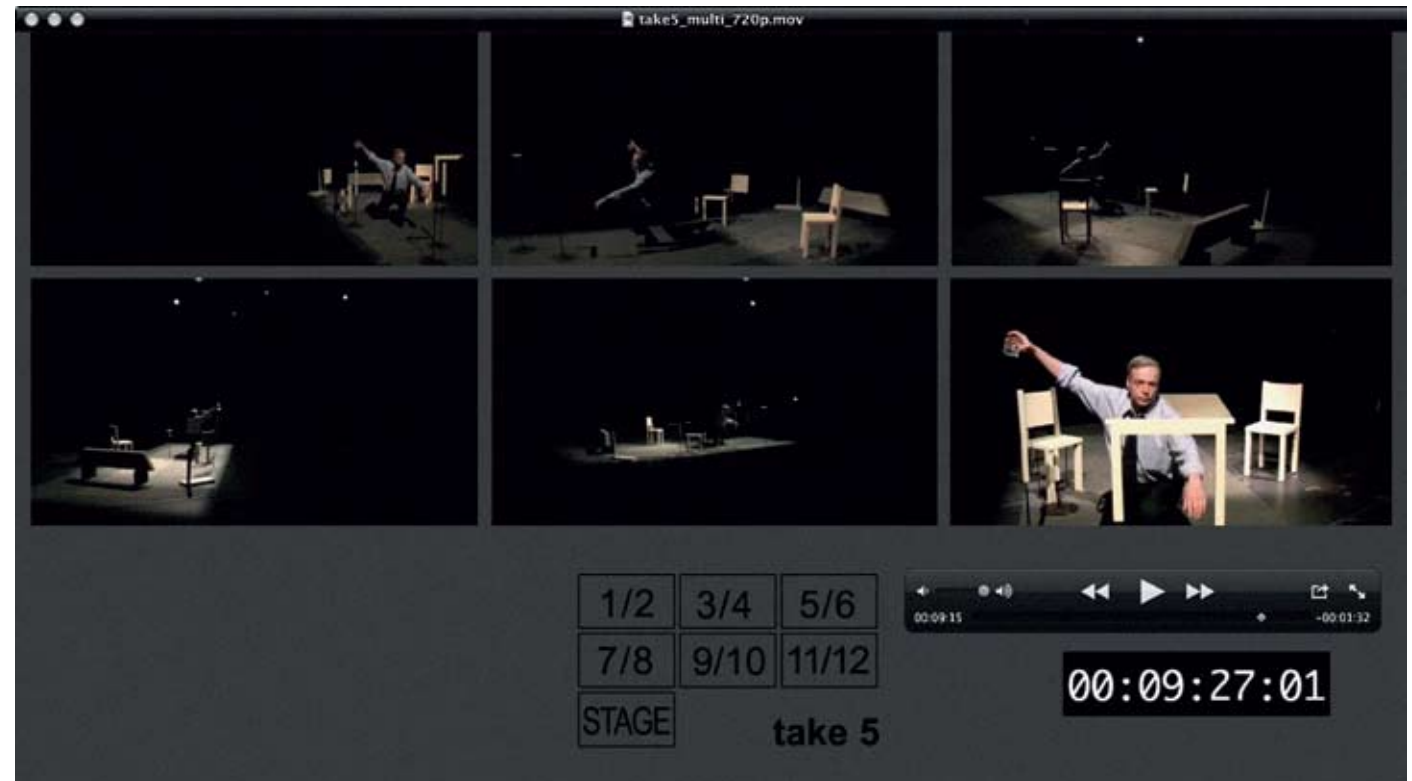 take5_multi_720p.mov
1/2 3/4 5/6
7/8 9/10 11/12
STAGE
take 5
00:09:15
-00:01:32
00:09:27:01